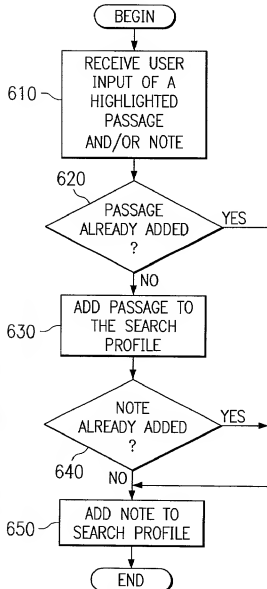 BEGIN
610
RECEIVE USER
INPUT OF A
HIGHLIGHTED
PASSAGE
AND/OR NOTE
620
PASSAGE
ALREADY ADDED
?
YES
NO
630
ADD PASSAGE TO
THE SEARCH
PROFILE
NOTE
ALREADY ADDED
?
YES
640
NO
650
ADD NOTE TO
SEARCH PROFILE
END